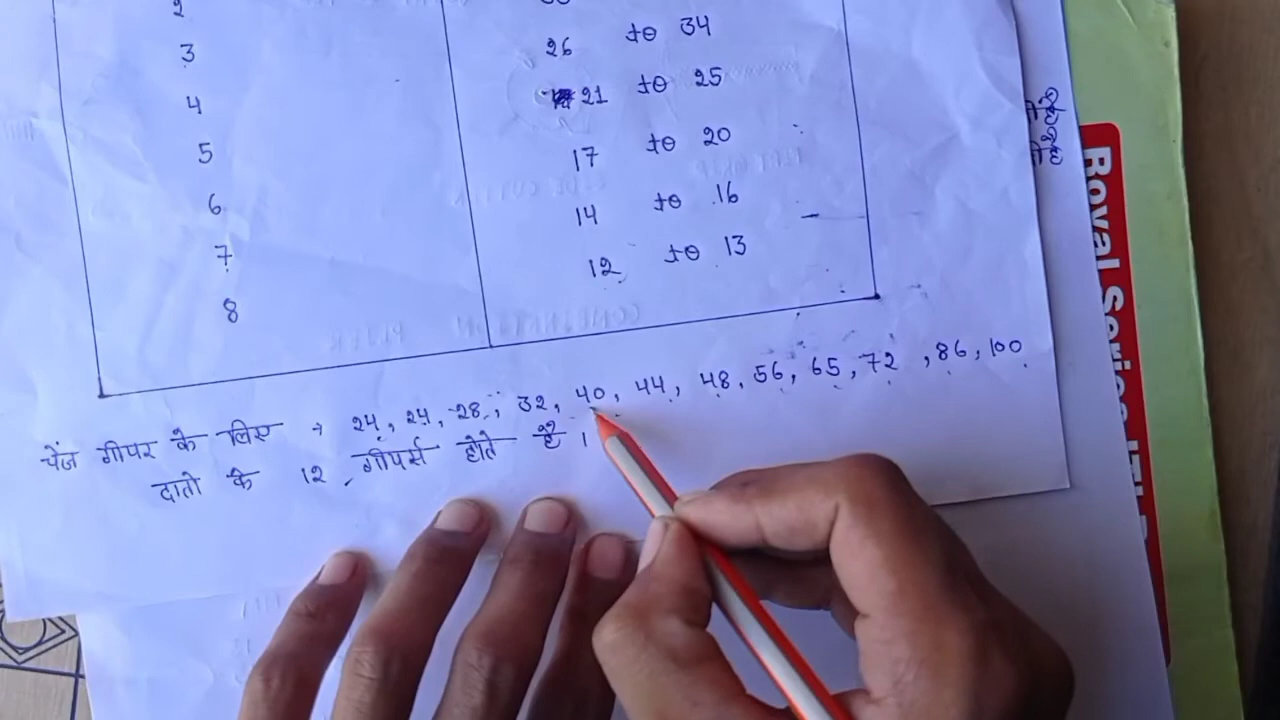 2
3 26 to 34
4 21 to 25
5 17 to 20
6 14 to 16
7 12 to 13
8
चेंज गीयर के लिए → 24, 24, 28, 32, 40, 44, 48, 56, 65, 72, 86, 100
दातो के 12 गीयर्स होते है।
Royal Series